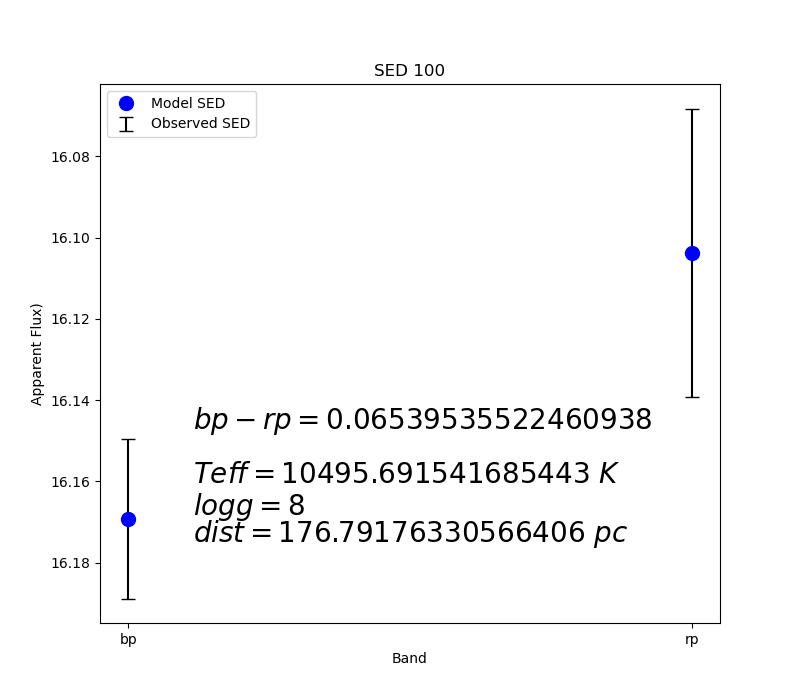 SED 100
Model SED
Observed SED
16.08
16.10
16.12
16.14
16.16
16.18
Apparent Flux)
bp − rp = 0.06539535522460938
Teff = 10495.691541685443 K
logg = 8
dist = 176.79176330566406 pc
bp
rp
Band